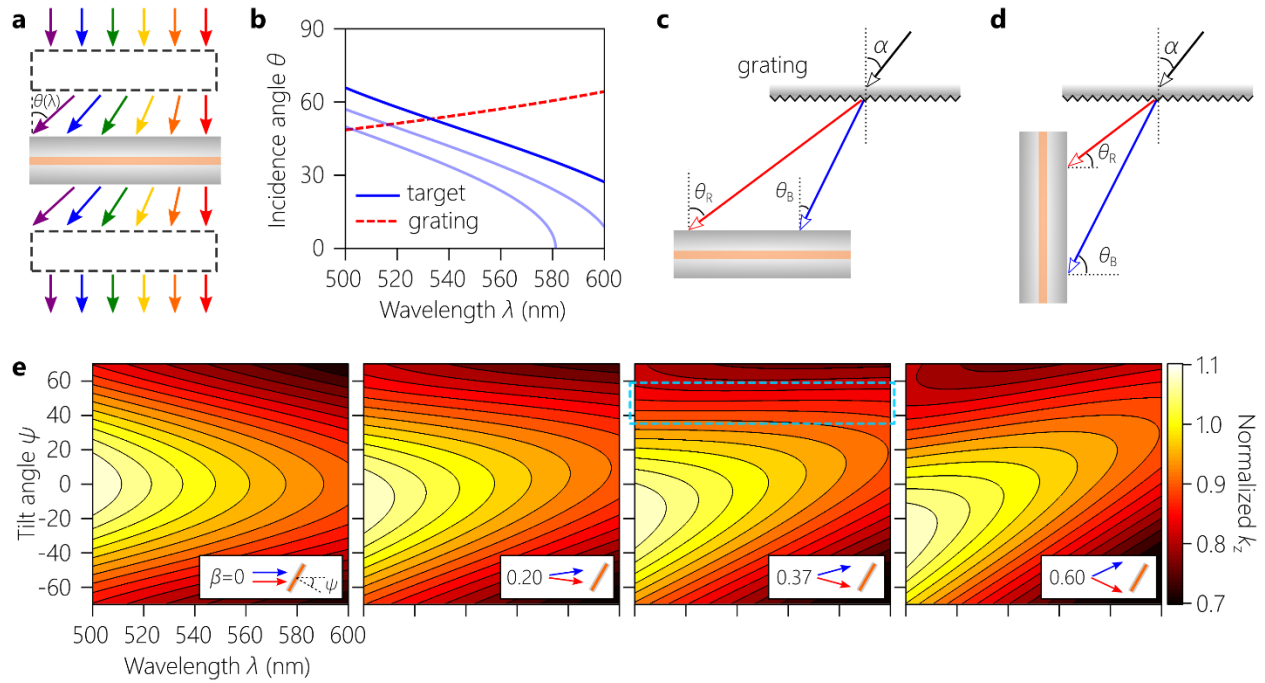 a
θ(λ)
b
Incidence angle θ
90
60
30
0
target
grating
500 520 540 560 580 600
Wavelength λ (nm)
c
α
grating
θR
θB
d
α
θR
θB
e
Tilt angle ψ
60
40
20
0
-20
-40
-60
β=0
ψ
0.20
0.37
0.60
500 520 540 560 580 600
Wavelength λ (nm)
1.1
1.0
0.9
0.8
0.7
Normalized kz